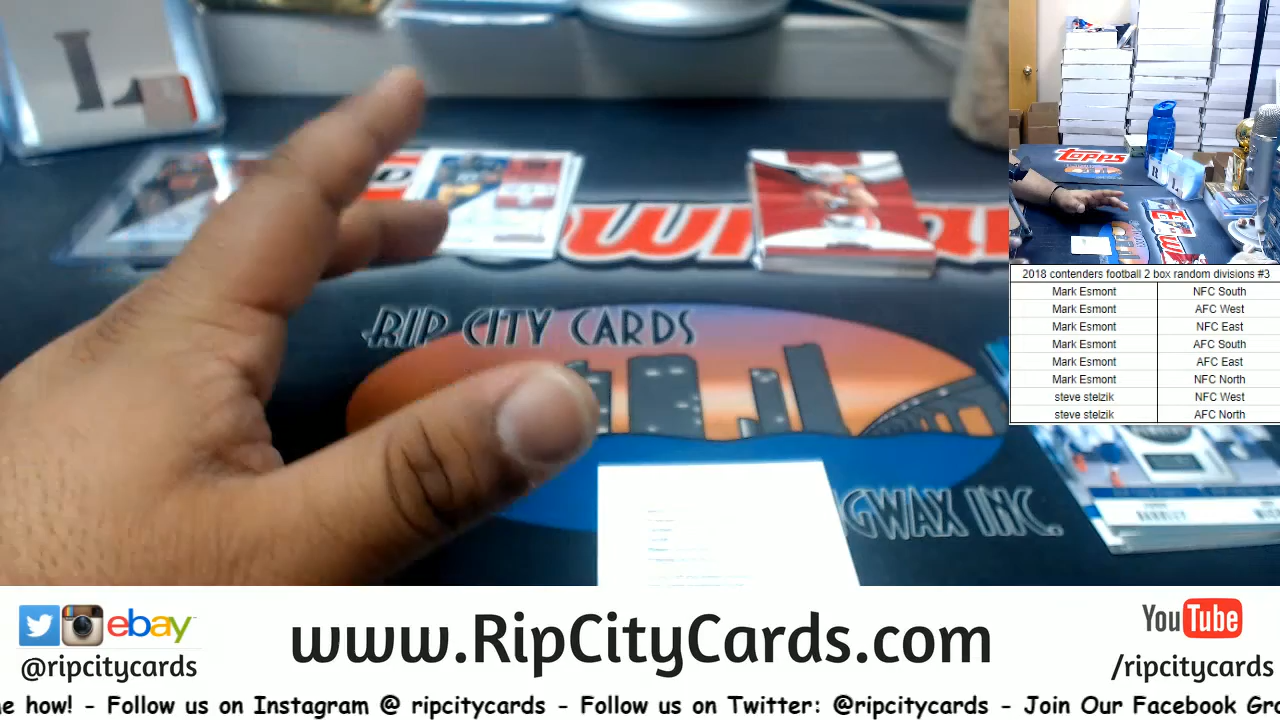 L
RIP CITY CARDS
GWAX INC.
TOPPS
R L
2018 contenders football 2 box random divisions #3
Mark Esmont NFC South
Mark Esmont AFC West
Mark Esmont NFC East
Mark Esmont AFC South
Mark Esmont AFC East
Mark Esmont NFC North
steve stelzik NFC West
steve stelzik AFC North
ebay
@ripcitycards
www.RipCityCards.com
YouTube
/ripcitycards
e how! - Follow us on Instagram @ ripcitycards - Follow us on Twitter: @ripcitycards - Join Our Facebook Gro